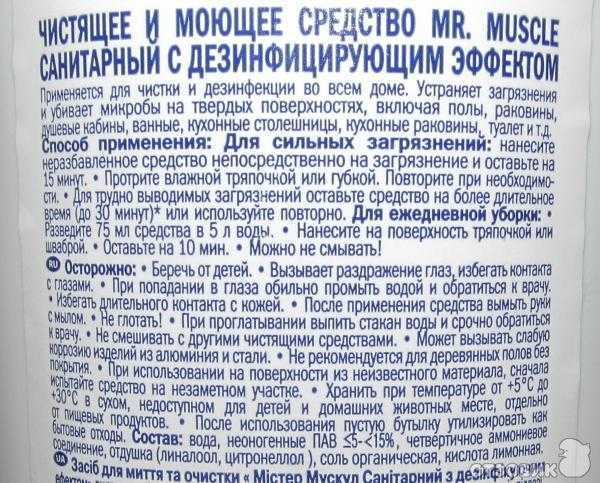 ЧИСТЯЩЕЕ И МОЮЩЕЕ СРЕДСТВО MR. MUSCLE
САНИТАРНЫЙ С ДЕЗИНФИЦИРУЮЩИМ ЭФФЕКТОМ
Применяется для чистки и дезинфекции во всем доме. Устраняет загрязнения
и убивает микробы на твердых поверхностях, включая полы, раковины,
душевые кабины, ванные, кухонные столешницы, кухонные раковины, туалет и т.д.
Способ применения: Для сильных загрязнений: нанесите
неразбавленное средство непосредственно на загрязнение и оставьте на
15 минут. • Протрите влажной тряпочкой или губкой. Повторите при необходимо-
сти. • Для трудно выводимых загрязнений оставьте средство на более длительное
время (до 30 минут)* или используйте повторно. Для ежедневной уборки: •
Разведите 75 мл средства в 5 л воды. • Нанесите на поверхность тряпочкой или
шваброй. • Оставьте на 10 мин. • Можно не смывать!
RU Осторожно: • Беречь от детей. • Вызывает раздражение глаз, избегать контакта
с глазами. • При попадании в глаза обильно промыть водой и обратиться к врачу.
• Избегать длительного контакта с кожей. • После применения средства вымыть руки
с мылом. • Не глотать! • При проглатывании выпить стакан воды и срочно обратиться
к врачу. • Не смешивать с другими чистящими средствами. • Может вызывать слабую
коррозию изделий из алюминия и стали. • Не рекомендуется для деревянных полов без
покрытия. • При использовании на поверхности из неизвестного материала, сначала
испытайте средство на незаметном участке. • Хранить при температуре от +5°C до
+30°C в сухом, недоступном для детей и домашних животных месте, отдельно
от пищевых продуктов. • После использования пустую бутылку утилизировать как
бытовые отходы. Состав: вода, неионогенные ПАВ ≤5-<15%, четвертичное аммониевое
соединение, отдушка (линалоол, цитронеллол ), соль органическая, кислота лимонная.
UA Засіб для миття та очистки « Містер Мускул Санітарний з дезінфікуючим